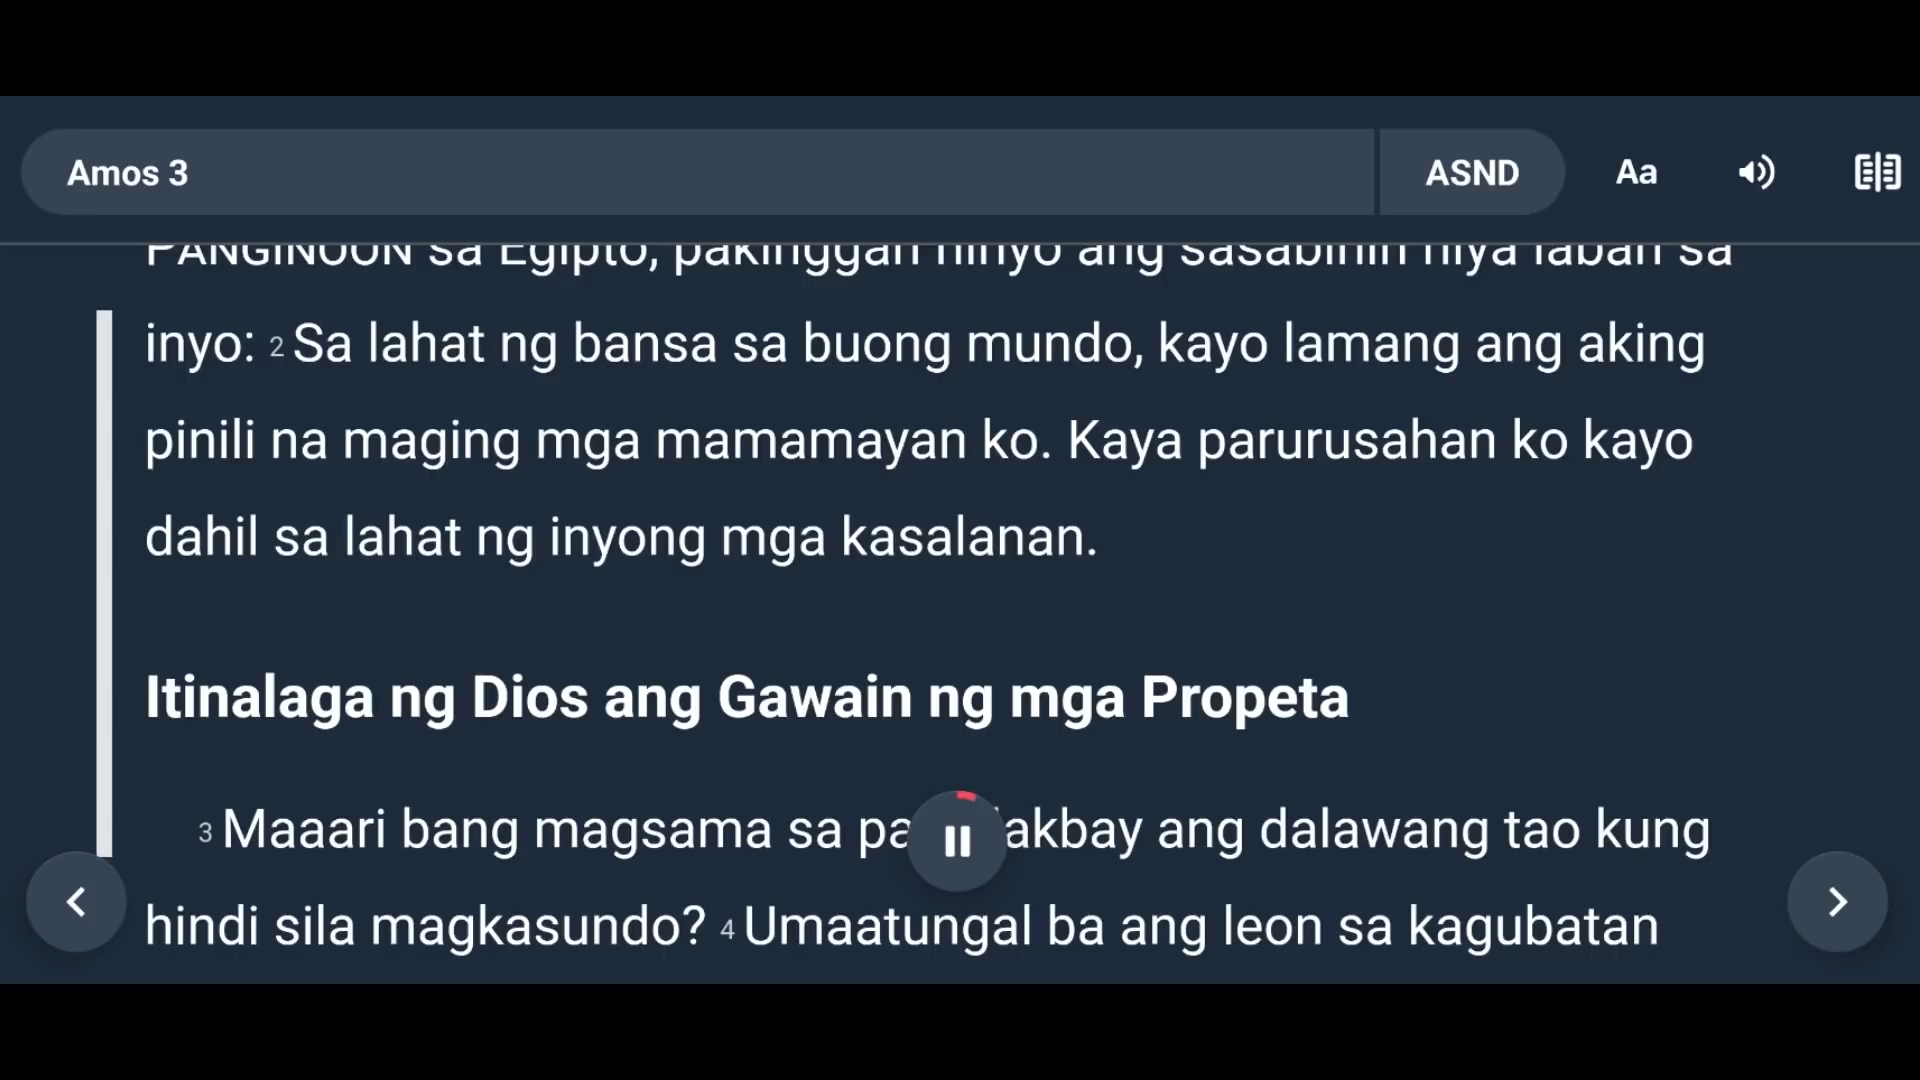 Amos 3
ASND
Aa
PANGINOON sa Egipto, pakinggan ninyo ang sasabihin niya laban sa
inyo: 2 Sa lahat ng bansa sa buong mundo, kayo lamang ang aking
pinili na maging mga mamamayan ko. Kaya parurusahan ko kayo
dahil sa lahat ng inyong mga kasalanan.
Itinalaga ng Dios ang Gawain ng mga Propeta
3 Maaari bang magsama sa ang dalawang tao kung
hindi sila magkasundo? 4 Umaatungal ba ang leon sa kagubatan